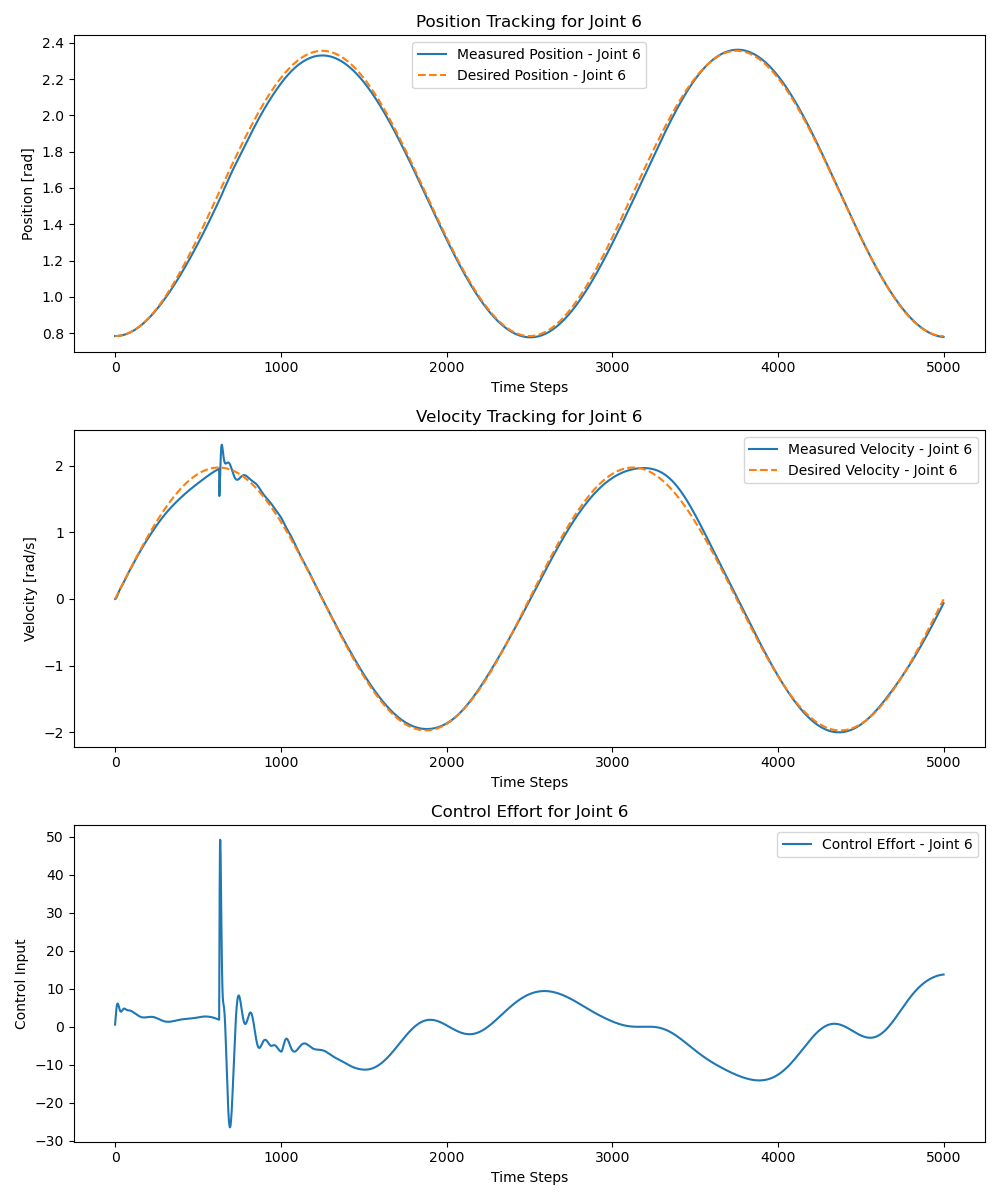 Position Tracking for Joint 6
Measured Position - Joint 6
Desired Position - Joint 6
Position [rad]
2.4
2.2
2.0
1.8
1.6
1.4
1.2
1.0
0.8
0 1000 2000 3000 4000 5000
Time Steps
Velocity Tracking for Joint 6
Measured Velocity - Joint 6
Desired Velocity - Joint 6
Velocity [rad/s]
2
1
0
−1
−2
0 1000 2000 3000 4000 5000
Time Steps
Control Effort for Joint 6
Control Effort - Joint 6
Control Input
50
40
30
20
10
0
−10
−20
−30
0 1000 2000 3000 4000 5000
Time Steps